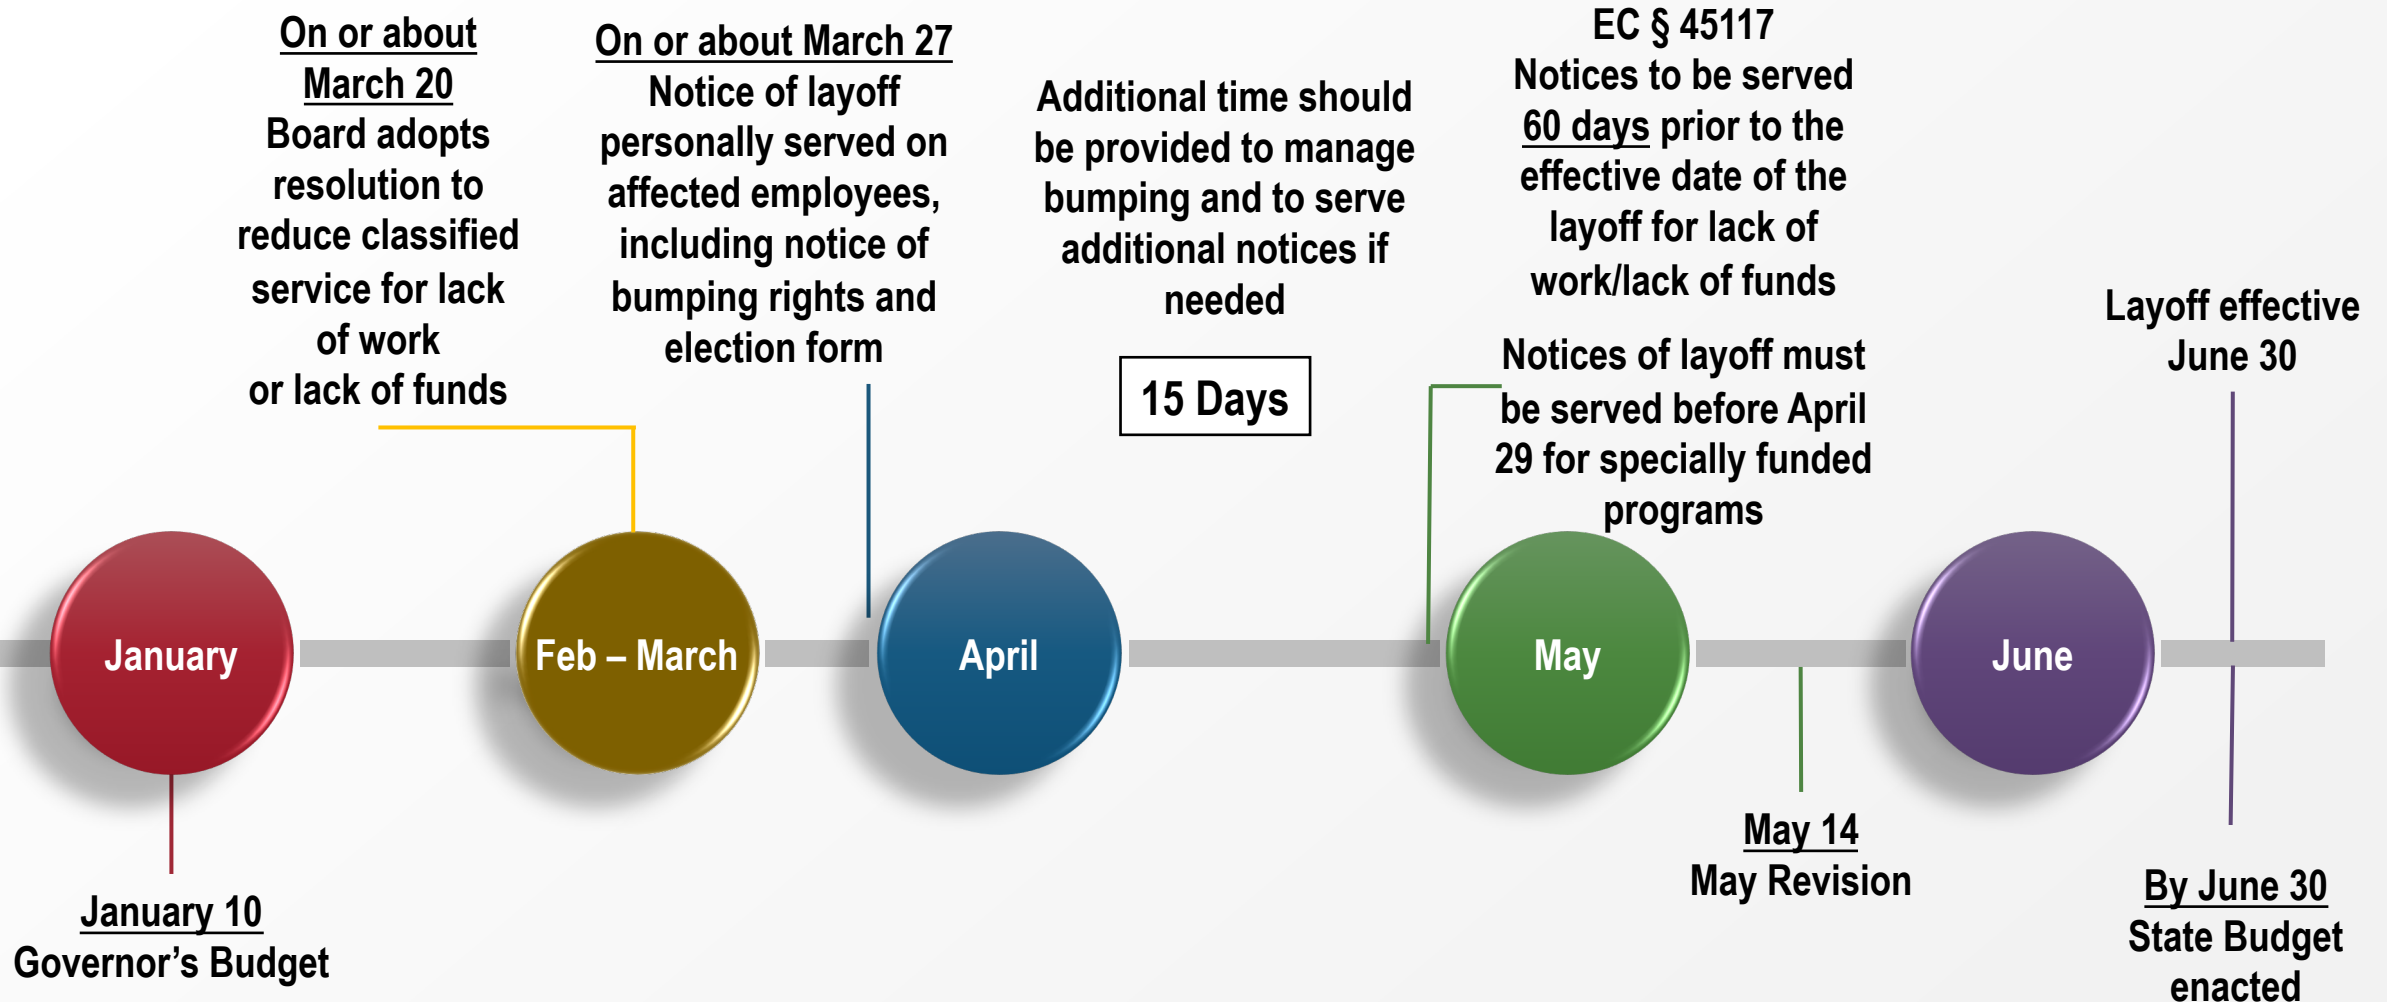 On or about
March 20
Board adopts
resolution to
reduce classified
service for lack
of work
or lack of funds
On or about March 27
Notice of layoff
personally served on
affected employees,
including notice of
bumping rights and
election form
Additional time should
be provided to manage
bumping and to serve
additional notices if
needed
15 Days
EC § 45117
Notices to be served
60 days prior to the
effective date of the
layoff for lack of
work/lack of funds
Notices of layoff must
be served before April
29 for specially funded
programs
Layoff effective
June 30
January
Feb – March
April
May
June
January 10
Governor’s Budget
May 14
May Revision
By June 30
State Budget
enacted